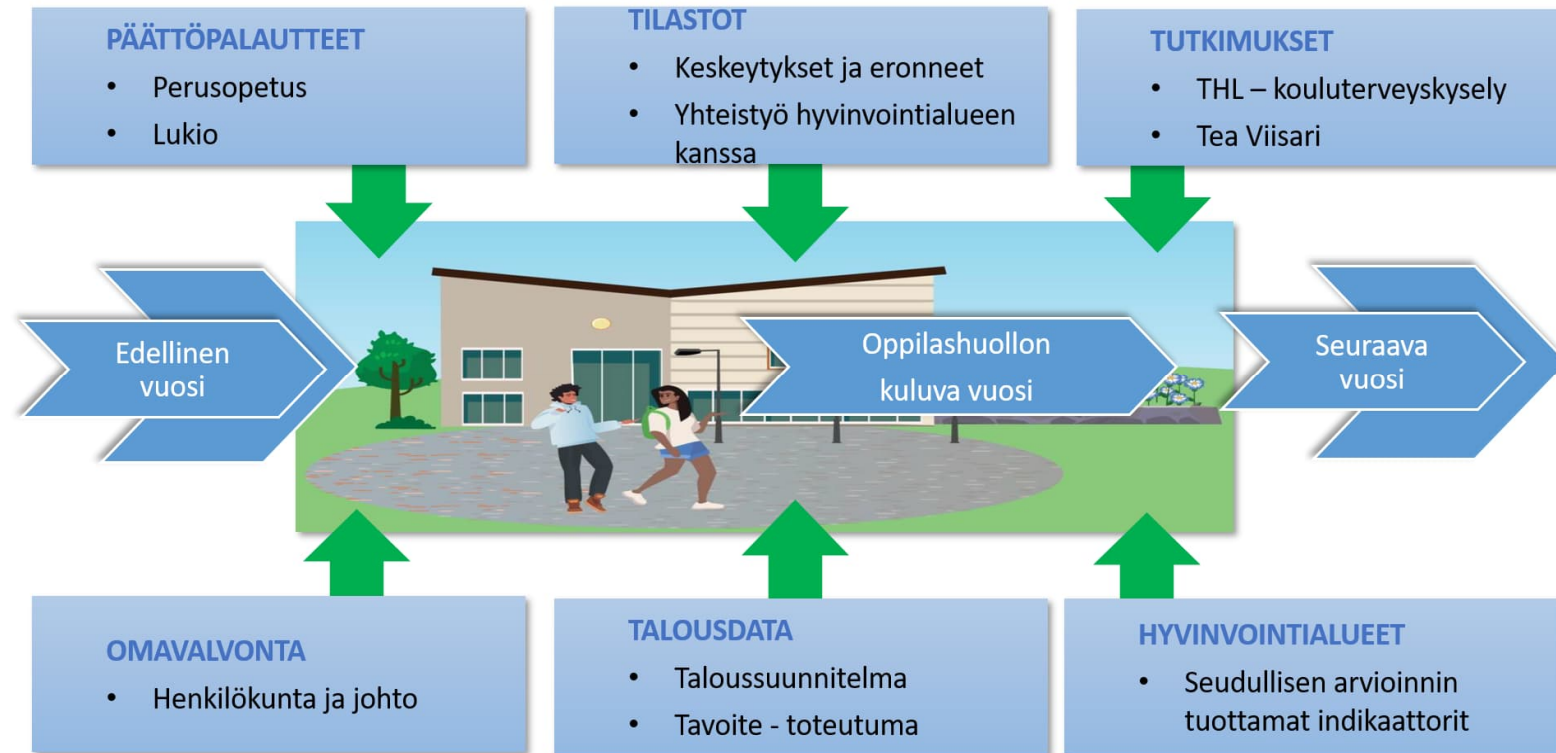 PÄÄTTÖPALAUTTEET
• Perusopetus
• Lukio
TILASTOT
• Keskeytykset ja eronneet
• Yhteistyö hyvinvointialueen
kanssa
TUTKIMUKSET
• THL – kouluterveyskysely
• Tea Viisari
Edellinen
vuosi
Oppilashuollon
kuluva vuosi
Seuraava
vuosi
OMAVALVONTA
• Henkilökunta ja johto
TALOUSDATA
• Taloussuunnitelma
• Tavoite - toteutuma
HYVINVOINTIALUEET
• Seudullisen arvioinnin
tuottamat indikaattorit